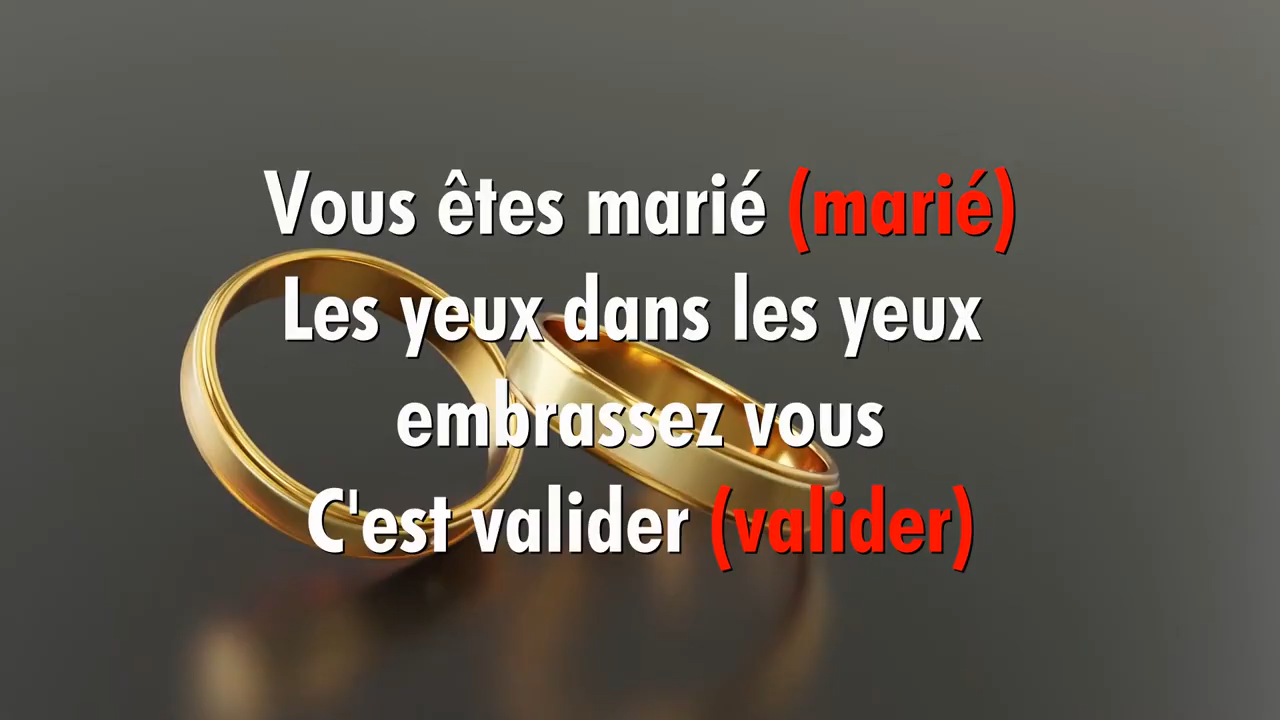 Vous êtes marié (marié)
Les yeux dans les yeux
embrassez vous
C'est valider (valider)